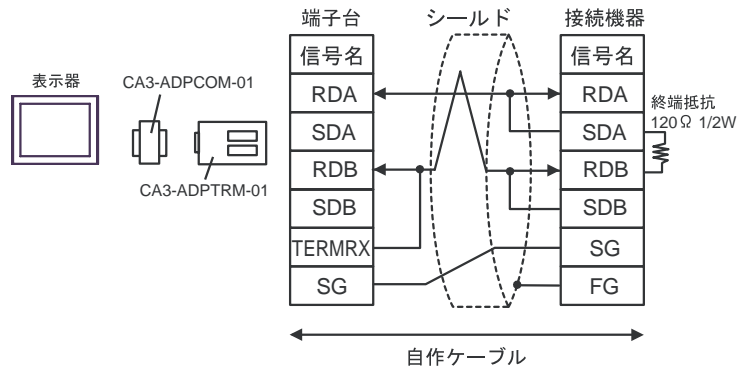 端子台
シールド
接続機器
信号名
信号名
表示器
CA3-ADPCOM-01
RDA
RDA
終端抵抗
120Ω 1/2W
SDA
SDA
RDB
RDB
CA3-ADPTRM-01
SDB
SDB
TERMRX
SG
SG
FG
自作ケーブル